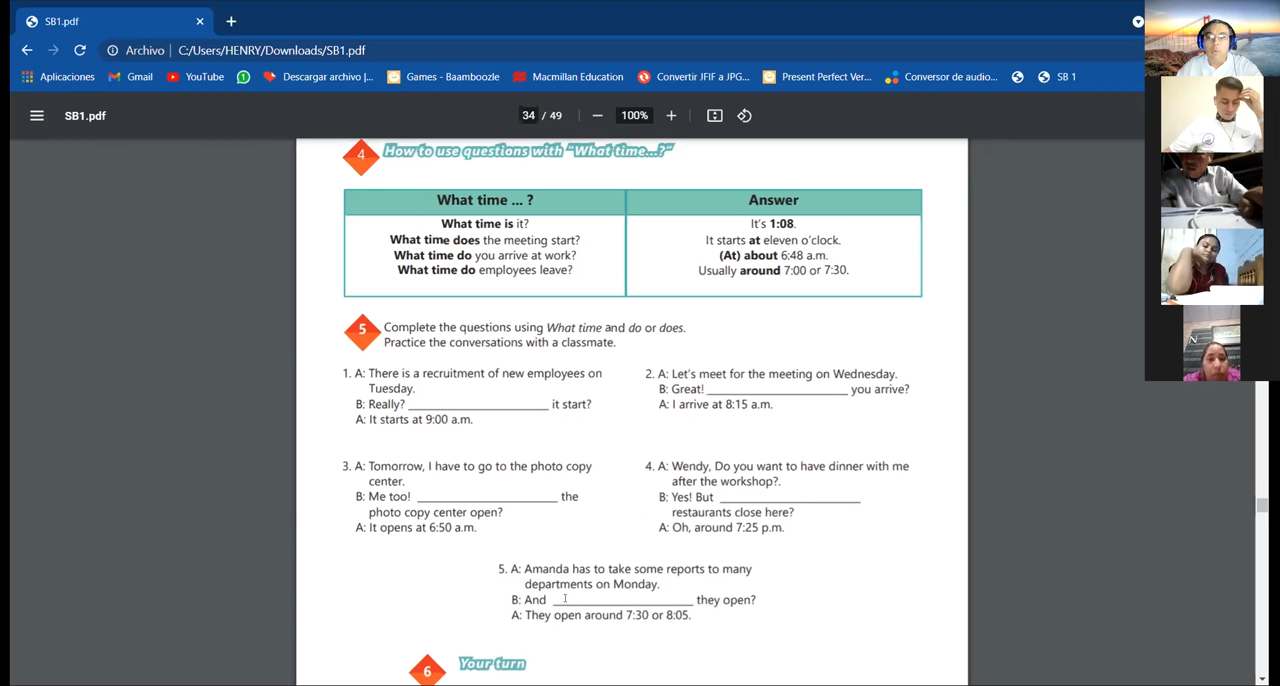 SB1.pdf
Archivo C:/Users/HENRY/Downloads/SB1.pdf
Aplicaciones Gmail YouTube Descargar archivo |... Games - Baamboozle Macmillan Education Convertir JFIF a JPG... Present Perfect Ver... Conversor de audio... SB 1
SB1.pdf 34 / 49 100%
4 How to use questions with “What time...?”
What time ... ? Answer
What time is it? It's 1:08.
What time does the meeting start? It starts at eleven o'clock.
What time do you arrive at work? (At) about 6:48 a.m.
What time do employees leave? Usually around 7:00 or 7:30.
5 Complete the questions using What time and do or does.
Practice the conversations with a classmate.
1. A: There is a recruitment of new employees on
Tuesday.
B: Really? ____________________ it start?
A: It starts at 9:00 a.m.
2. A: Let's meet for the meeting on Wednesday.
B: Great! ____________________ you arrive?
A: I arrive at 8:15 a.m.
3. A: Tomorrow, I have to go to the photo copy
center.
B: Me too! ____________________ the
photo copy center open?
A: It opens at 6:50 a.m.
4. A: Wendy, Do you want to have dinner with me
after the workshop?.
B: Yes! But ____________________
restaurants close here?
A: Oh, around 7:25 p.m.
5. A: Amanda has to take some reports to many
departments on Monday.
B: And ____________________ they open?
A: They open around 7:30 or 8:05.
6 Your turn
N